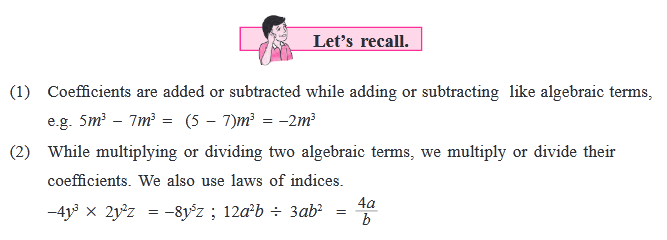 Let's recall.
(1) Coefficients are added or subtracted while adding or subtracting like algebraic terms,
e.g. 5m³ – 7m³ = (5 – 7)m³ = –2m³
(2) While multiplying or dividing two algebraic terms, we multiply or divide their
coefficients. We also use laws of indices.
–4y³ × 2y²z = –8y⁵z ; 12a²b ÷ 3ab² = 4a/b